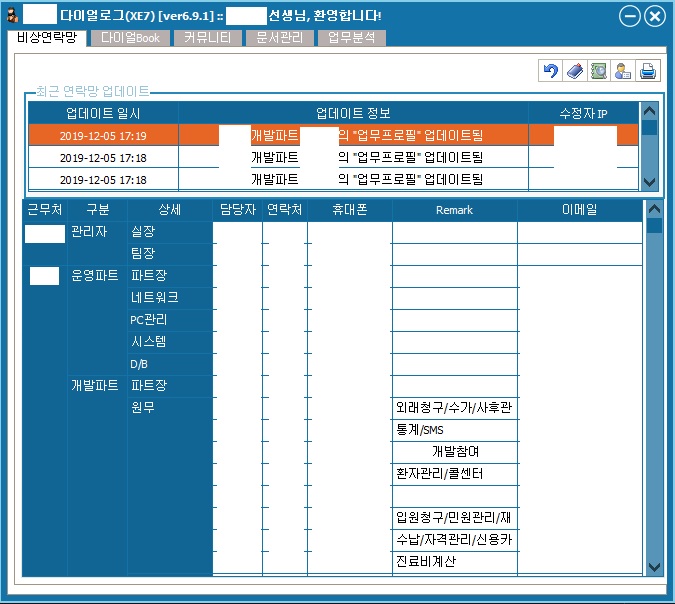 다이얼로그(XE7) [ver6.9.1] :: 선생님, 환영합니다!
비상연락망 다이얼Book 커뮤니티 문서관리 업무분석
최근 연락망 업데이트
업데이트 일시 업데이트 정보 수정자 IP
2019-12-05 17:19 개발파트 의 "업무프로필" 업데이트됨
2019-12-05 17:18 개발파트 의 "업무프로필" 업데이트됨
2019-12-05 17:18 개발파트 의 "업무프로필" 업데이트됨
근무처 구분 상세 담당자 연락처 휴대폰 Remark 이메일
관리자 실장
팀장
운영파트 파트장
네트워크
PC관리
시스템
D/B
개발파트 파트장
원무 외래청구/수가/사후관
통계/SMS
개발참여
환자관리/콜센터
입원청구/민원관리/재
수납/자격관리/신용카
진료비계산